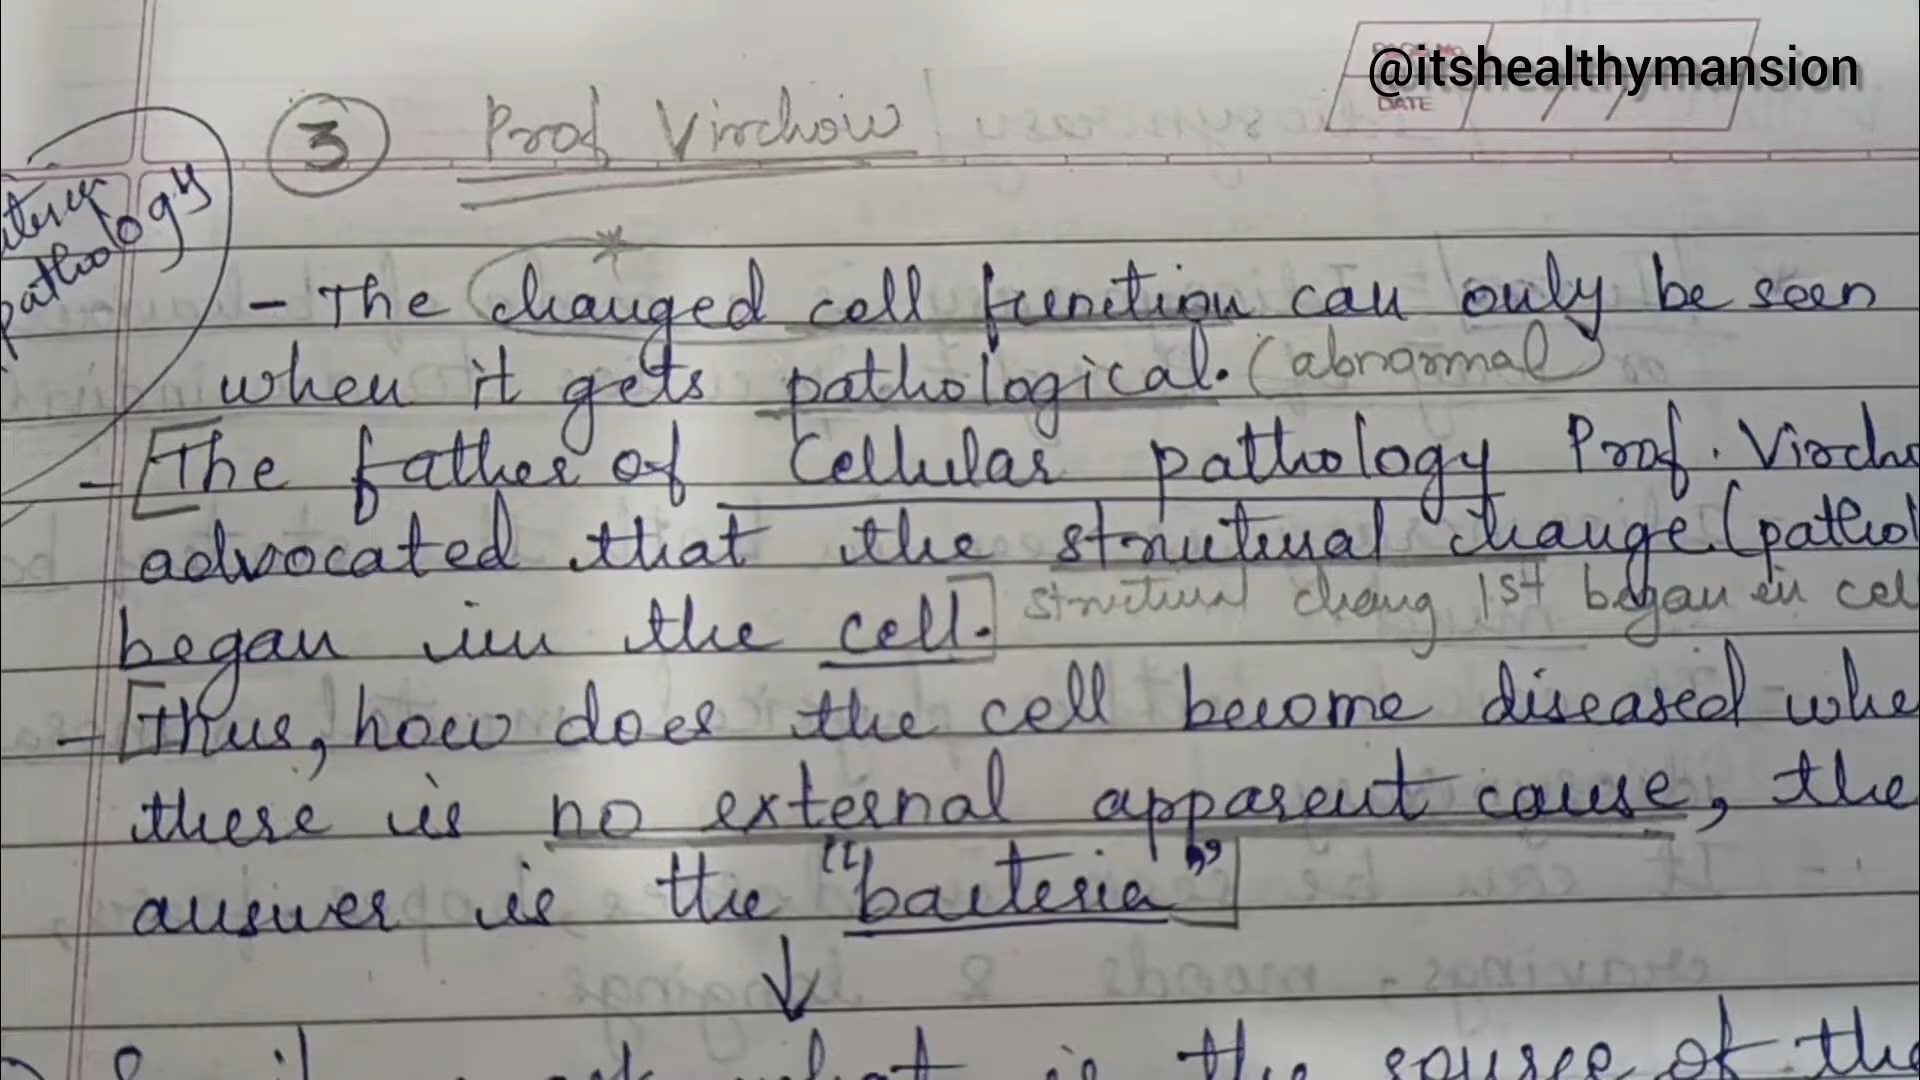 @itshealthymansion
DATE
3 Prof Virchow
pathology
- The changed cell function can only be seen
when it gets pathological. (abnormal)
- [The father of Cellular pathology Prof. Vircho
advocated that the structural change (pathol
began in the cell.] structural chang 1st began in cel
- [Thus, how does the cell become diseased whe
there is no external apparent cause, the
answer is the "bacteria"]
↓
what is the source of the